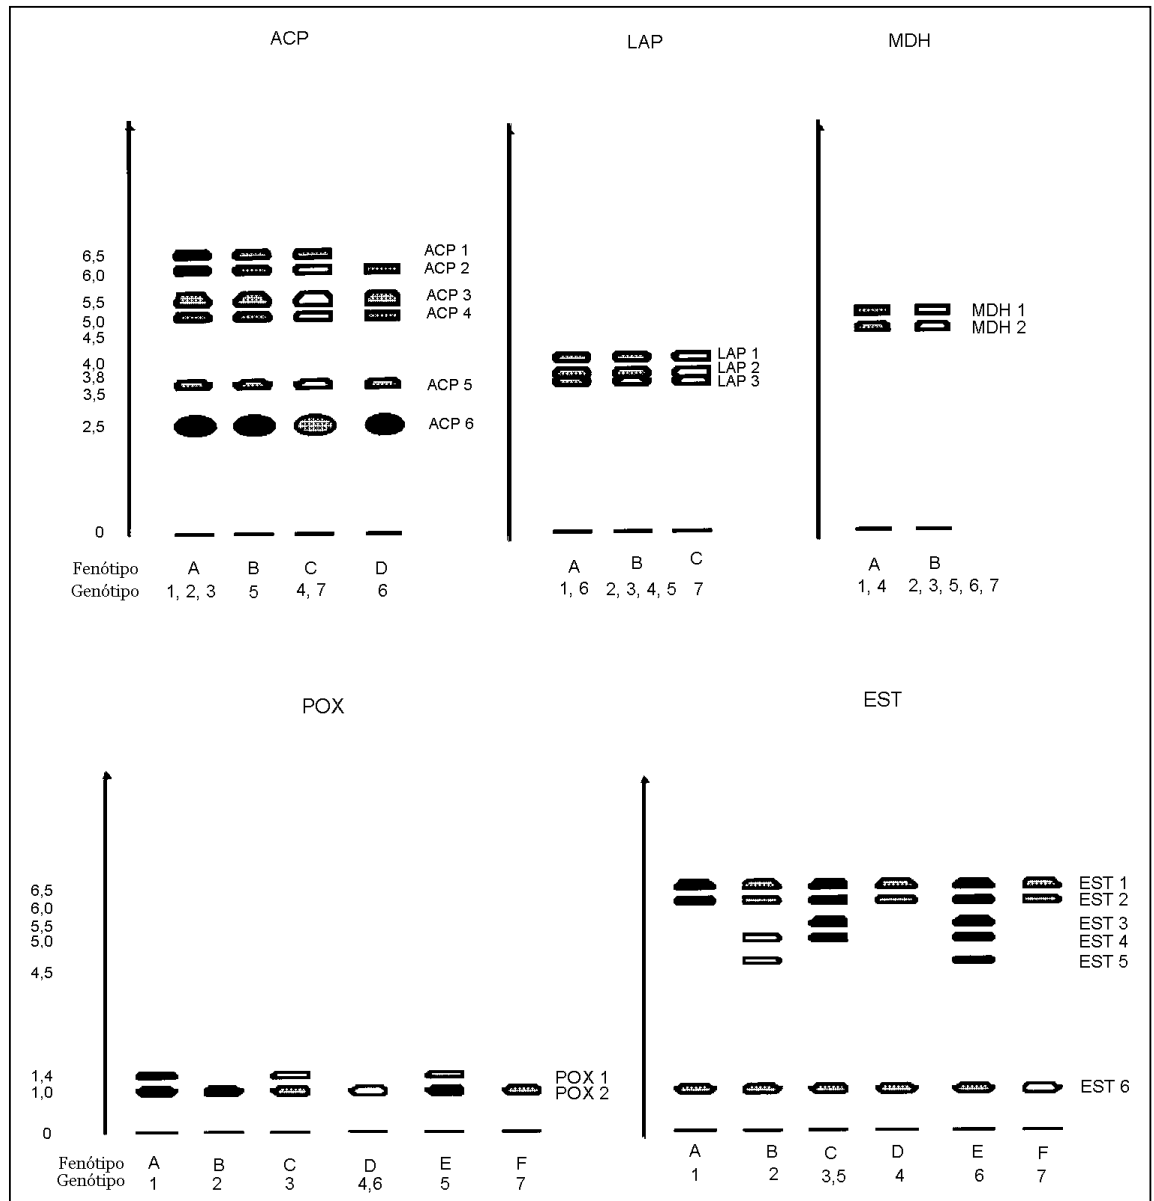 ACP
LAP
MDH
6,5
6,0
5,5
5,0
4,5
4,0
3,8
3,5
2,5
0
ACP 1
ACP 2
ACP 3
ACP 4
ACP 5
ACP 6
LAP 1
LAP 2
LAP 3
MDH 1
MDH 2
Fenótipo A B C D
Genótipo 1, 2, 3 5 4, 7 6
A B C
1, 6 2, 3, 4, 5 7
A B
1, 4 2, 3, 5, 6, 7
POX
EST
6,5
6,0
5,5
5,0
4,5
1,4
1,0
0
POX 1
POX 2
EST 1
EST 2
EST 3
EST 4
EST 5
EST 6
Fenótipo A B C D E F
Genótipo 1 2 3 4,6 5 7
A B C D E F
1 2 3,5 4 6 7